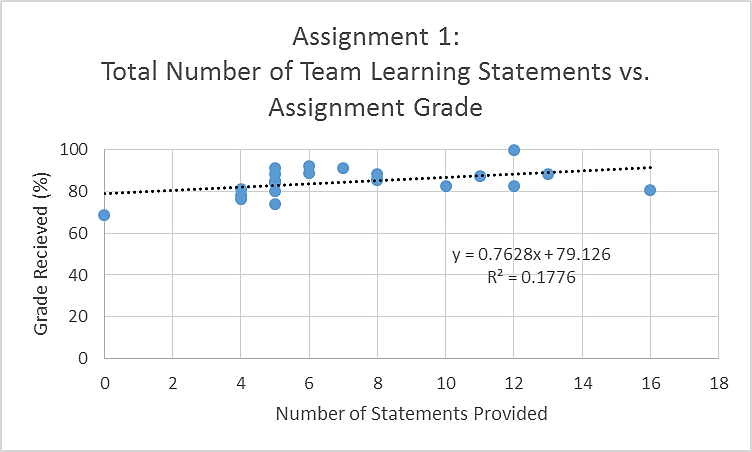 Assignment 1:
Total Number of Team Learning Statements vs.
Assignment Grade
100
80
60
40
20
0
Grade Recieved (%)
y = 0.7628x + 79.126
R² = 0.1776
0 2 4 6 8 10 12 14 16 18
Number of Statements Provided